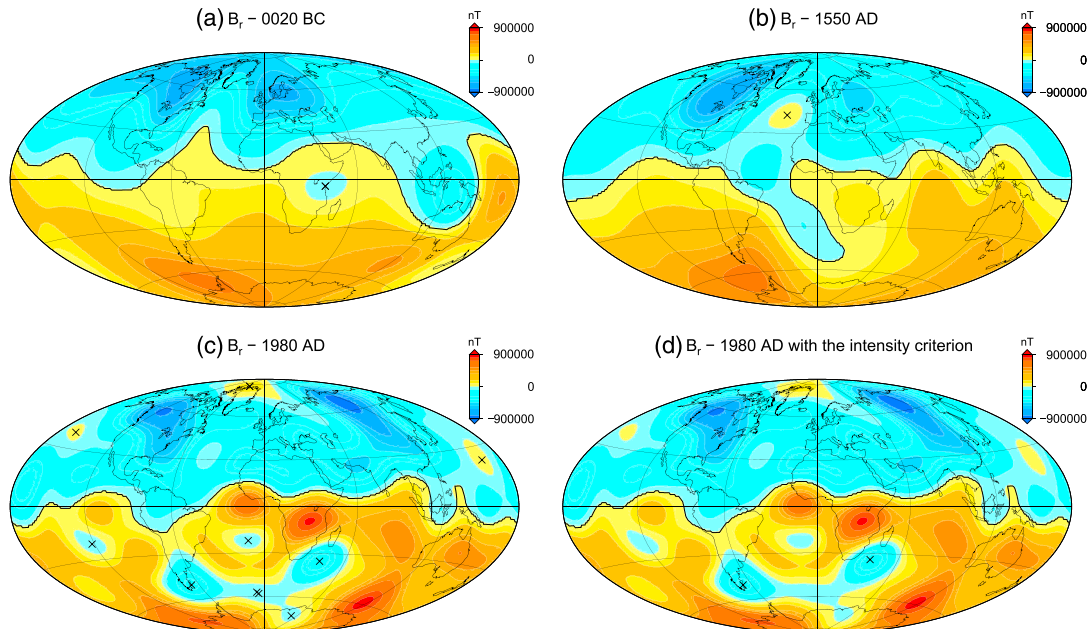 (a) Br − 0020 BC
nT
900000
0
−900000
(b) Br − 1550 AD
nT
900000
0
−900000
(c) Br − 1980 AD
nT
900000
0
−900000
(d) Br − 1980 AD with the intensity criterion
nT
900000
0
−900000